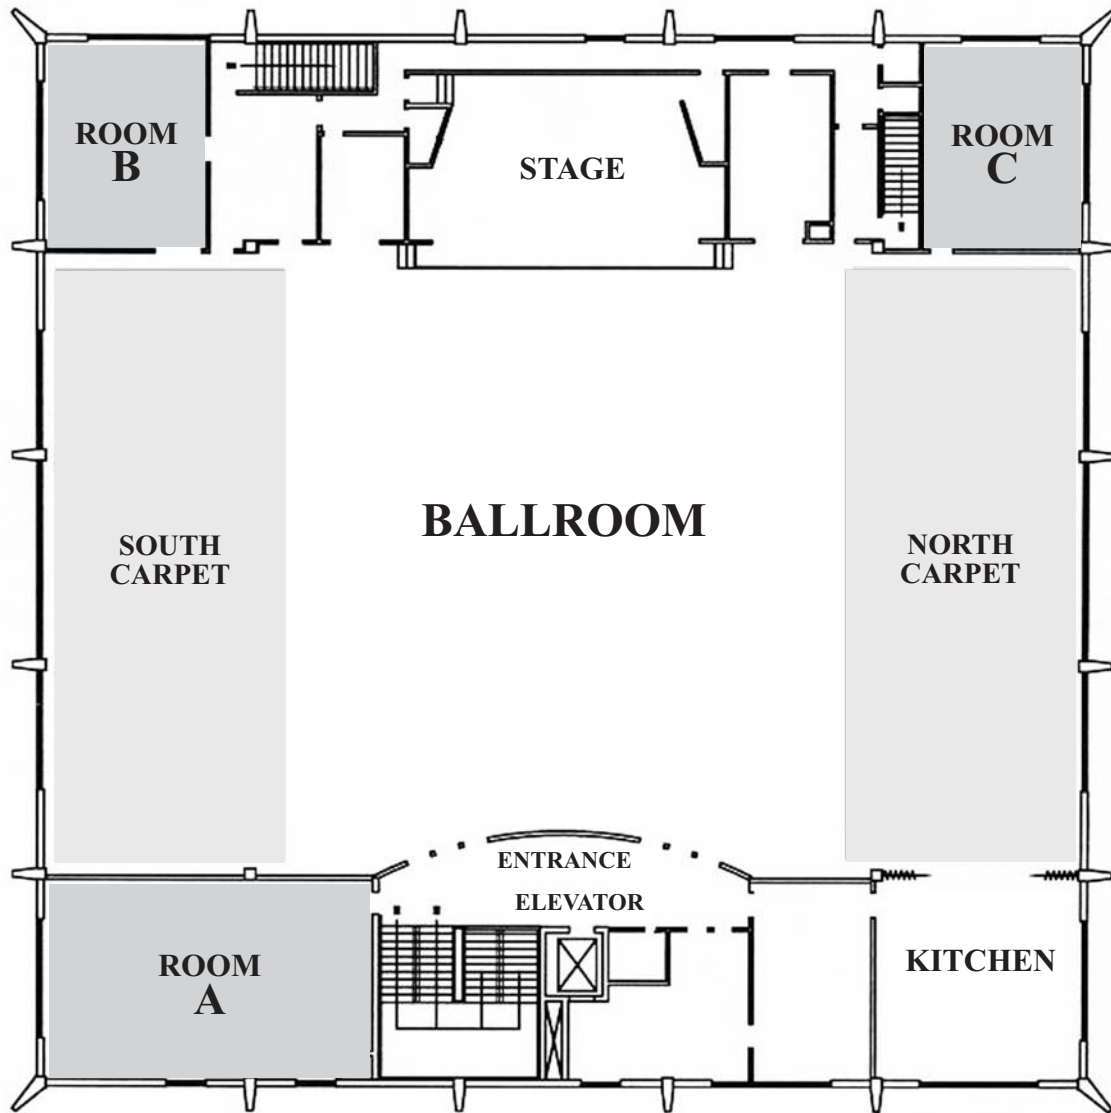 ROOM
B
STAGE
ROOM
C
BALLROOM
SOUTH
CARPET
NORTH
CARPET
ENTRANCE
ELEVATOR
ROOM
A
KITCHEN